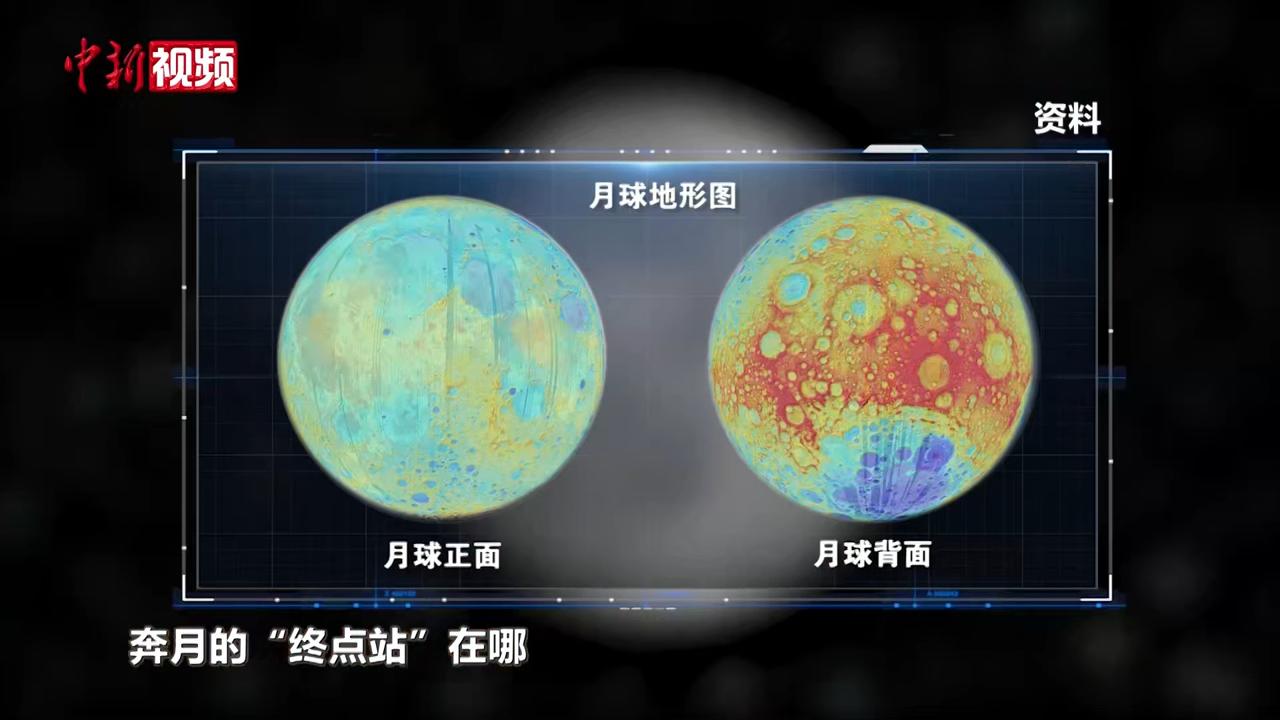 中新视频
资料
月球地形图
月球正面
月球背面
奔月的“终点站”在哪